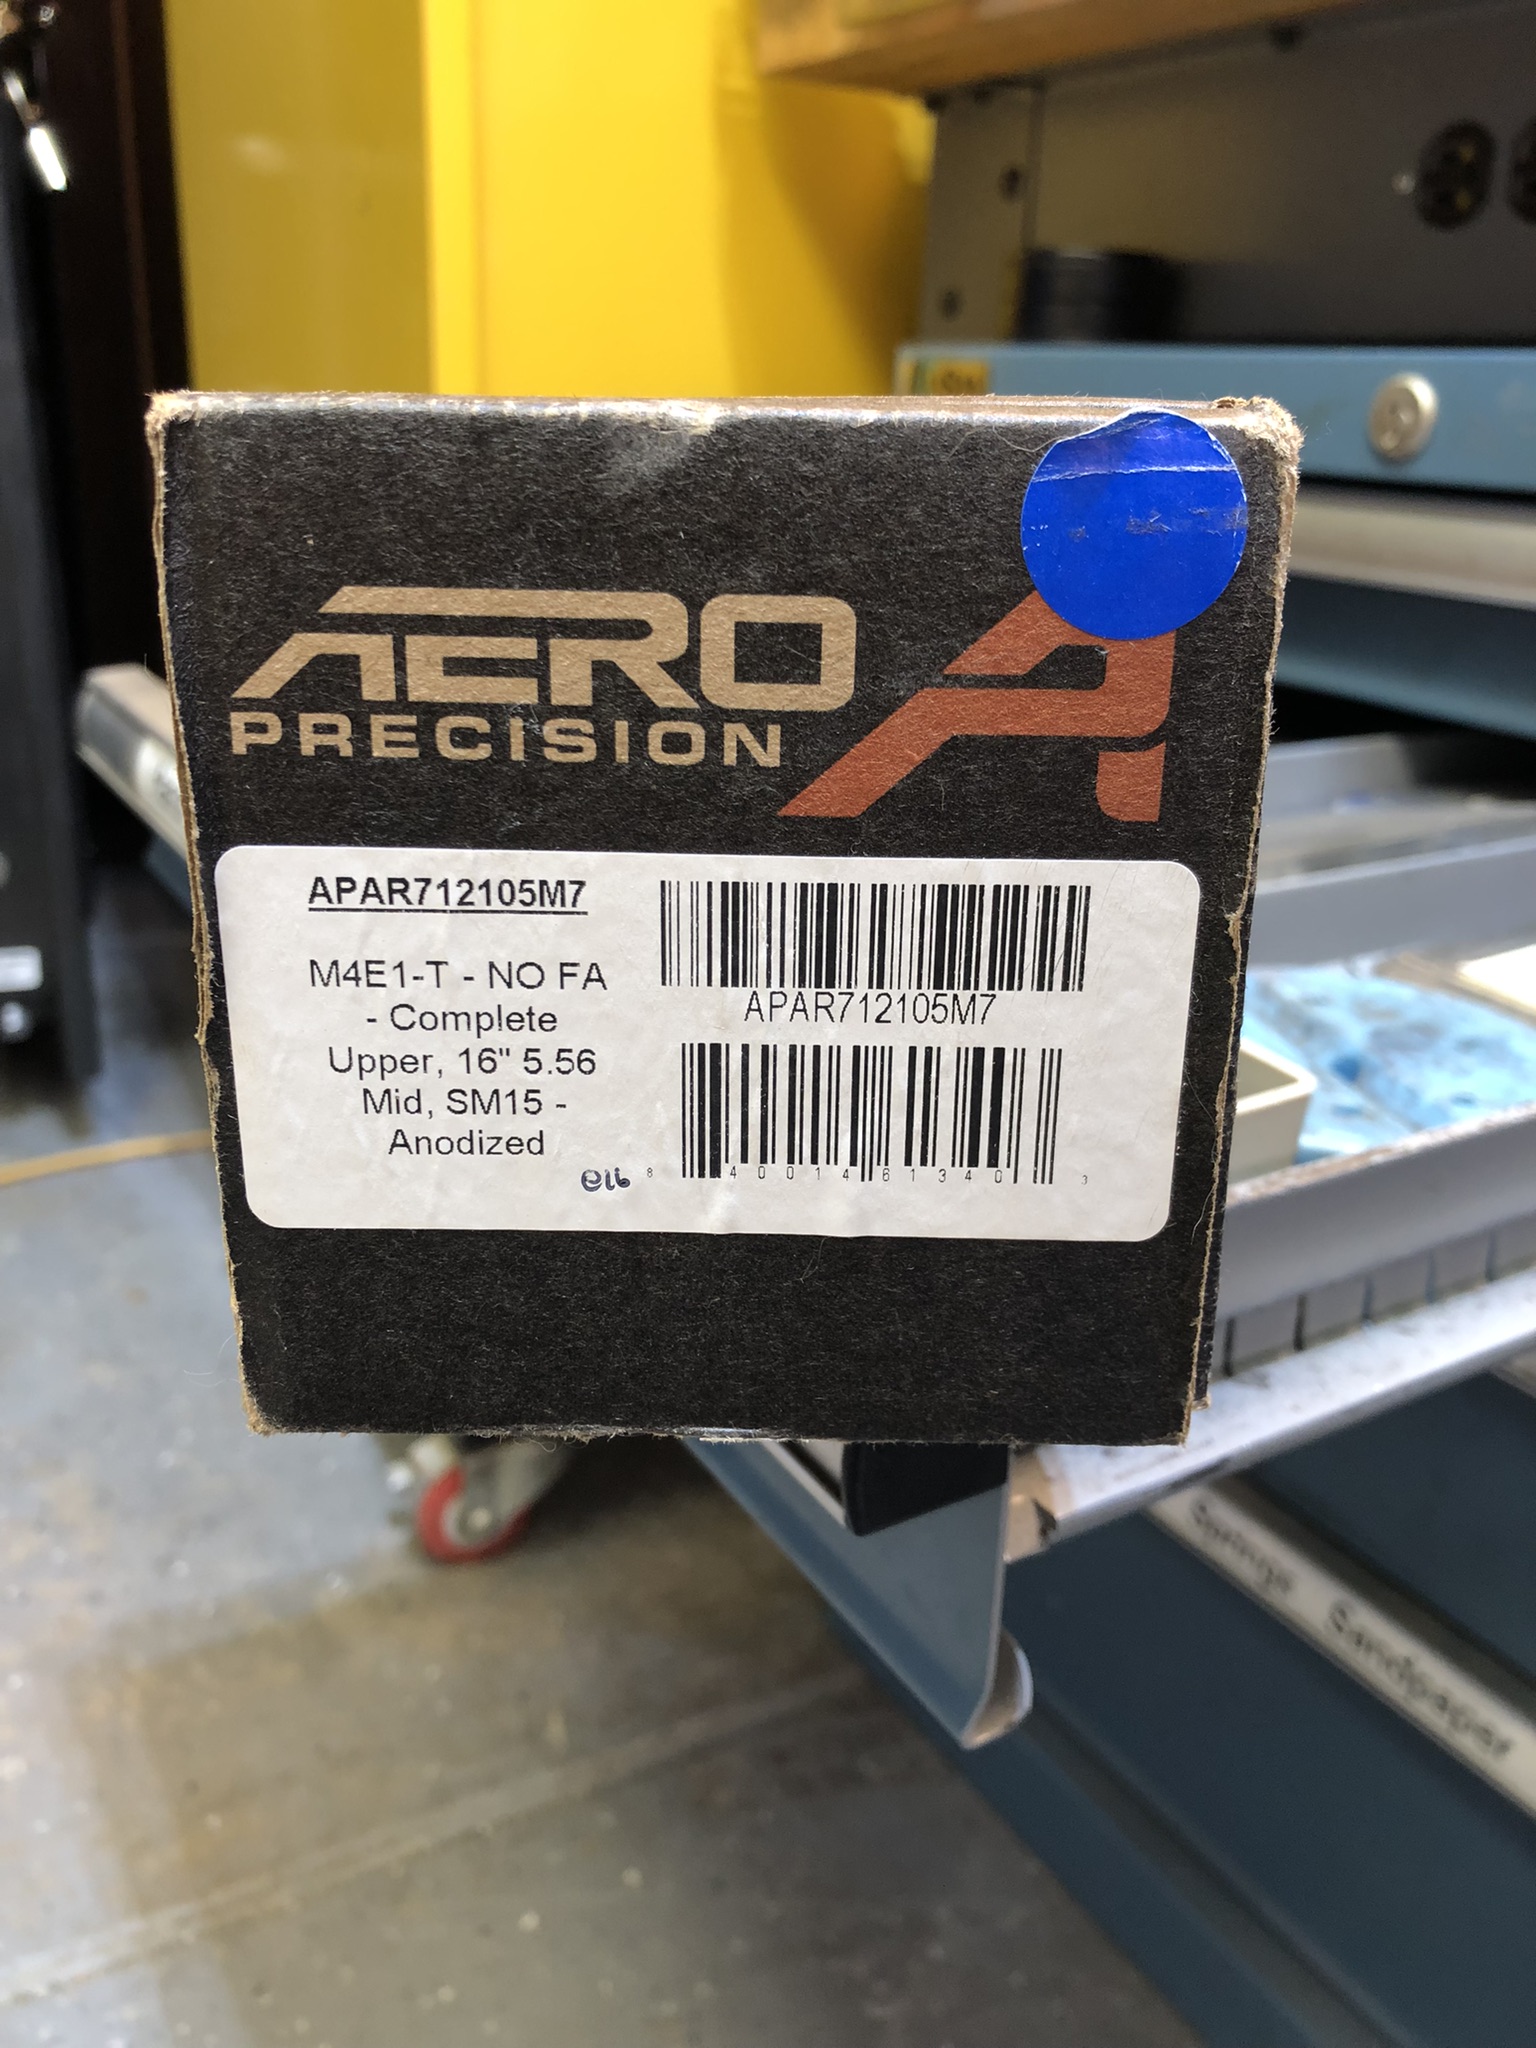 AERO
PRECISION
APAR712105M7
M4E1-T - NO FA
- Complete
Upper, 16" 5.56
Mid, SM15 -
Anodized
APAR712105M7
8 40014 61340 3
Springs
Sandpaper